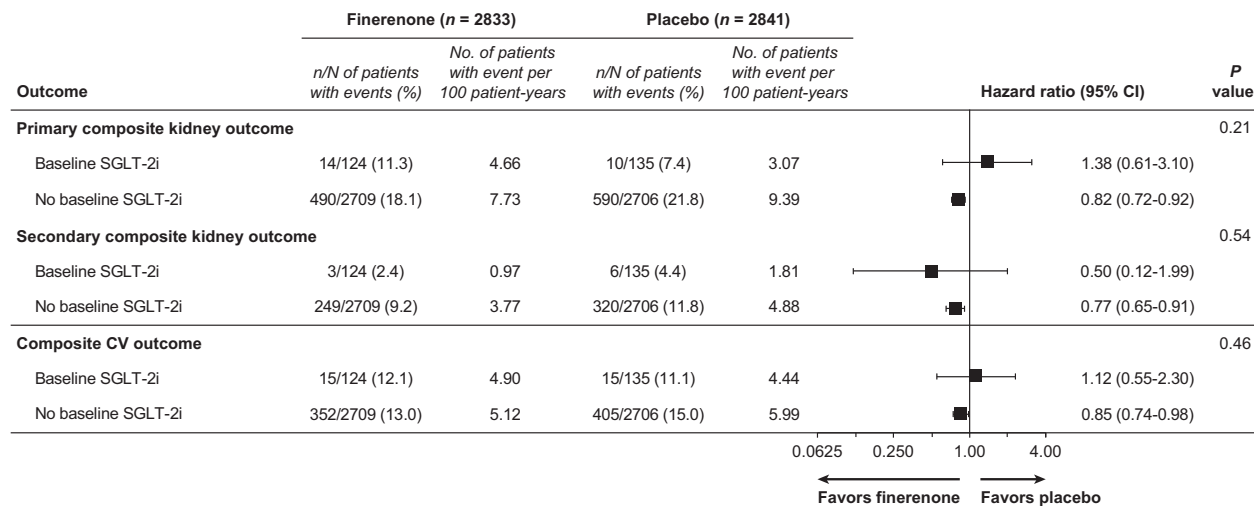 Finerenone (n = 2833) Placebo (n = 2841)
Outcome n/N of patients with events (%) No. of patients with event per 100 patient-years n/N of patients with events (%) No. of patients with event per 100 patient-years Hazard ratio (95% CI) P value
Primary composite kidney outcome 0.21
Baseline SGLT-2i 14/124 (11.3) 4.66 10/135 (7.4) 3.07 1.38 (0.61-3.10)
No baseline SGLT-2i 490/2709 (18.1) 7.73 590/2706 (21.8) 9.39 0.82 (0.72-0.92)
Secondary composite kidney outcome 0.54
Baseline SGLT-2i 3/124 (2.4) 0.97 6/135 (4.4) 1.81 0.50 (0.12-1.99)
No baseline SGLT-2i 249/2709 (9.2) 3.77 320/2706 (11.8) 4.88 0.77 (0.65-0.91)
Composite CV outcome 0.46
Baseline SGLT-2i 15/124 (12.1) 4.90 15/135 (11.1) 4.44 1.12 (0.55-2.30)
No baseline SGLT-2i 352/2709 (13.0) 5.12 405/2706 (15.0) 5.99 0.85 (0.74-0.98)
0.0625 0.250 1.00 4.00
Favors finerenone Favors placebo